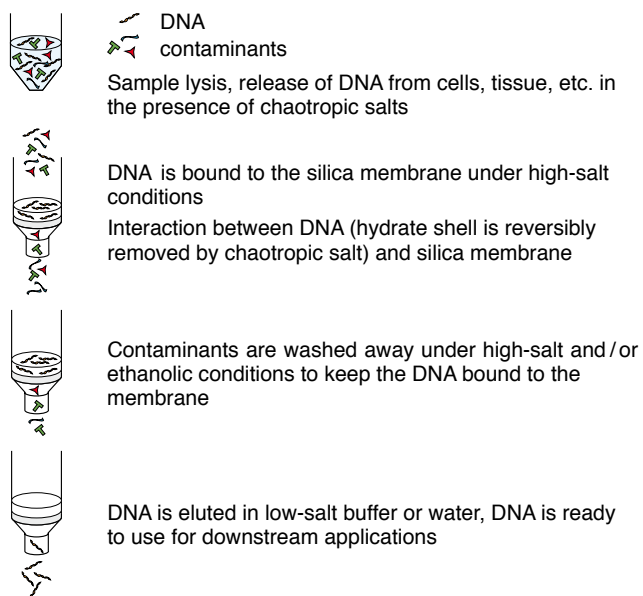 DNA
contaminants
Sample lysis, release of DNA from cells, tissue, etc. in
the presence of chaotropic salts
DNA is bound to the silica membrane under high-salt
conditions
Interaction between DNA (hydrate shell is reversibly
removed by chaotropic salt) and silica membrane
Contaminants are washed away under high-salt and / or
ethanolic conditions to keep the DNA bound to the
membrane
DNA is eluted in low-salt buffer or water, DNA is ready
to use for downstream applications